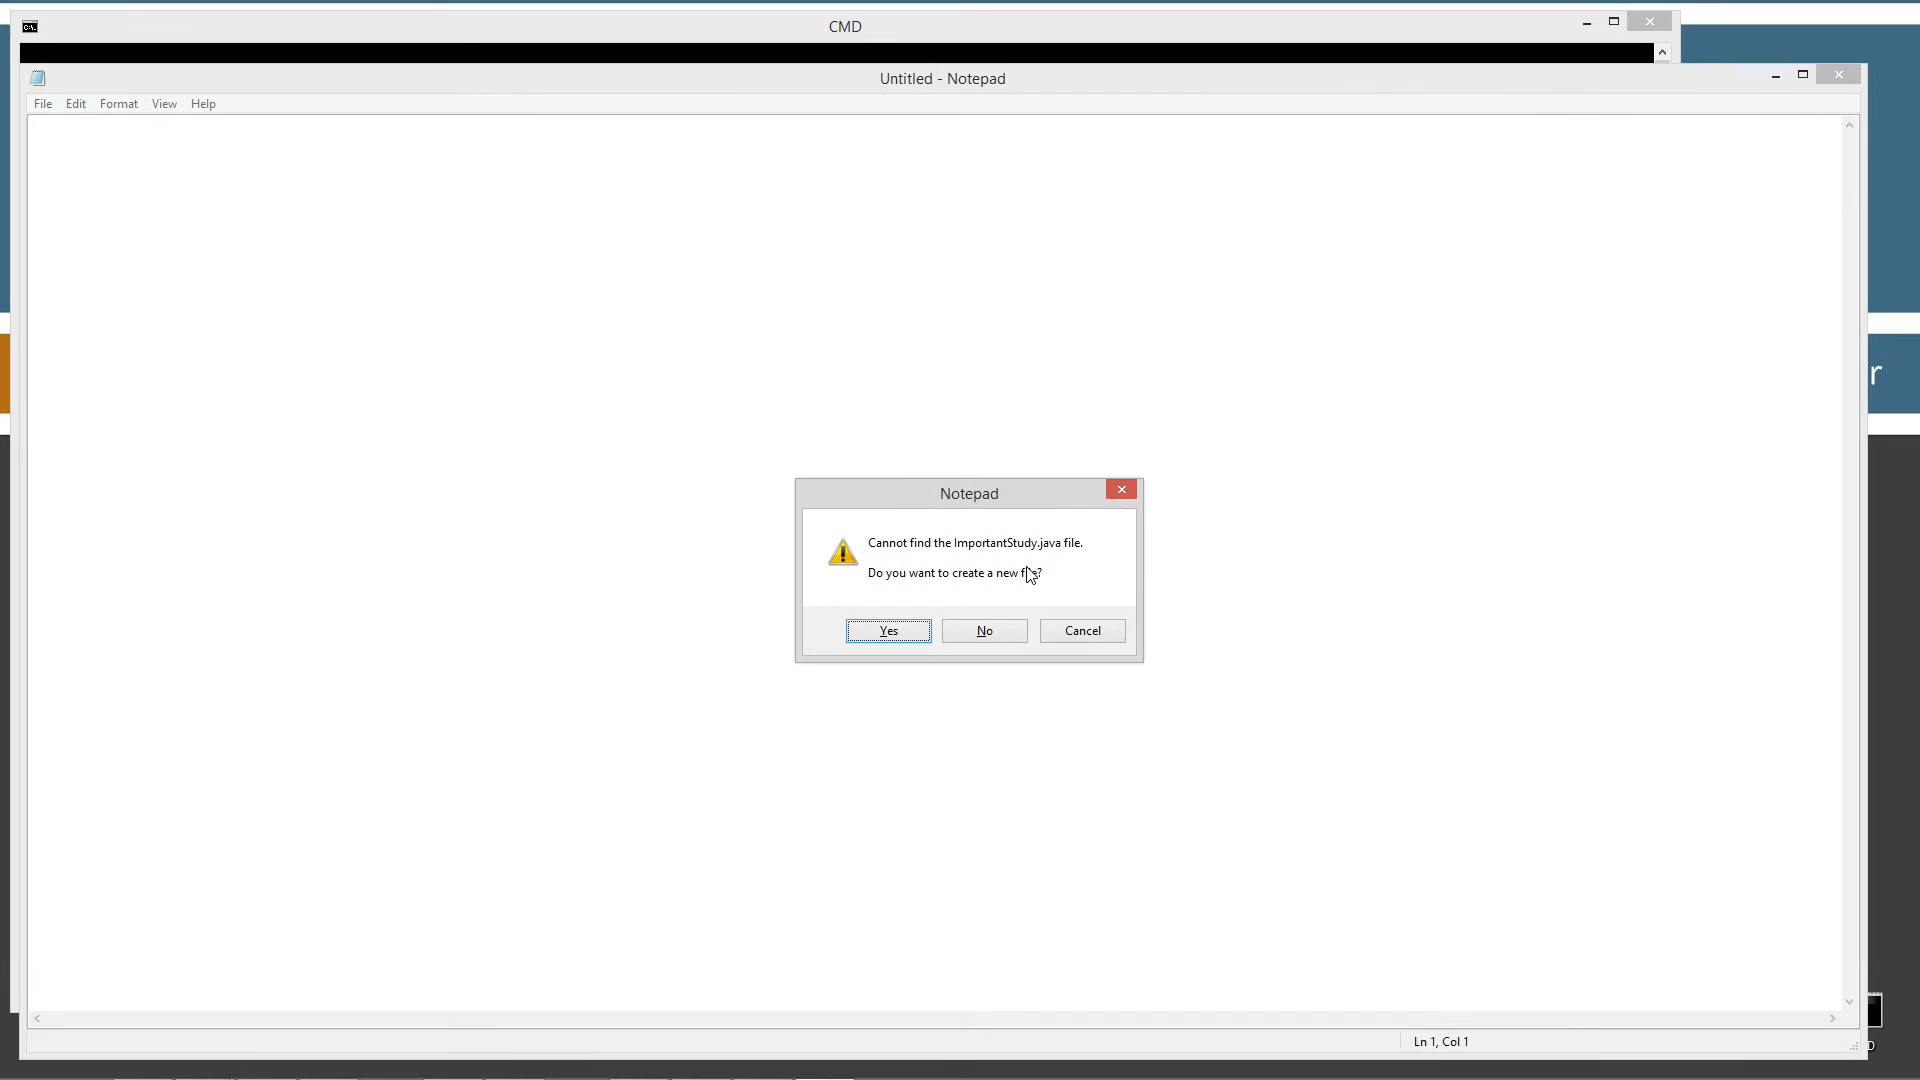 CMD
Untitled - Notepad
File Edit Format View Help
r
Notepad
Cannot find the ImportantStudy.java file.
Do you want to create a new file?
Yes No Cancel
Ln 1, Col 1
D